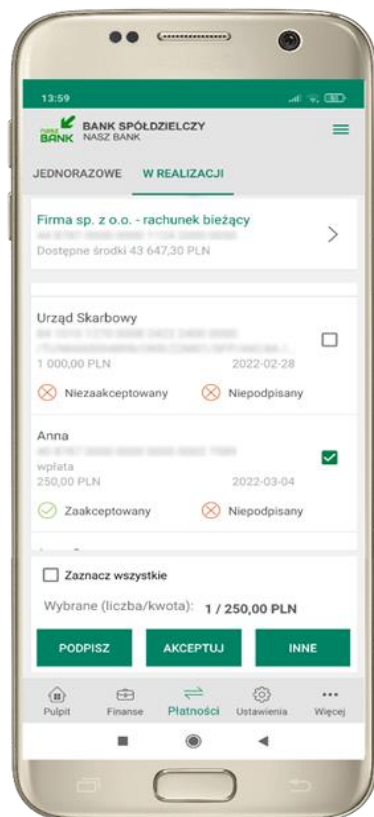 13:59
NASZ BANK
BANK SPÓŁDZIELCZY
NASZ BANK
JEDNORAZOWE W REALIZACJI
Firma sp. z o.o. - rachunek bieżący
Dostępne środki 43 647,30 PLN
Urząd Skarbowy
1 000,00 PLN 2022-02-28
Niezaakceptowany Niepodpisany
Anna
wpłata
250,00 PLN 2022-03-04
Zaakceptowany Niepodpisany
Zaznacz wszystkie
Wybrane (liczba/kwota): 1 / 250,00 PLN
PODPISZ AKCEPTUJ INNE
Pulpit Finanse Płatności Ustawienia Więcej